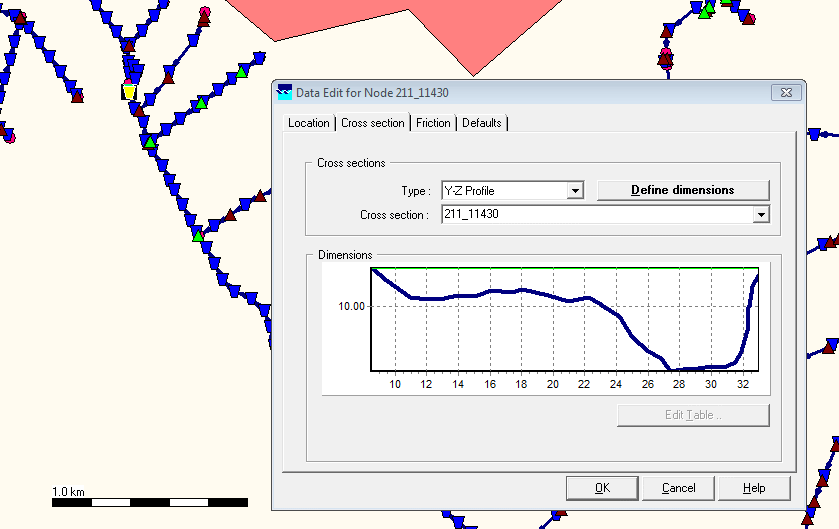 Data Edit for Node 211_11430
Location Cross section Friction Defaults
Cross sections
Type : Y-Z Profile Define dimensions
Cross section : 211_11430
Dimensions
10.00
10 12 14 16 18 20 22 24 26 28 30 32
Edit Table ..
1.0 km
OK Cancel Help